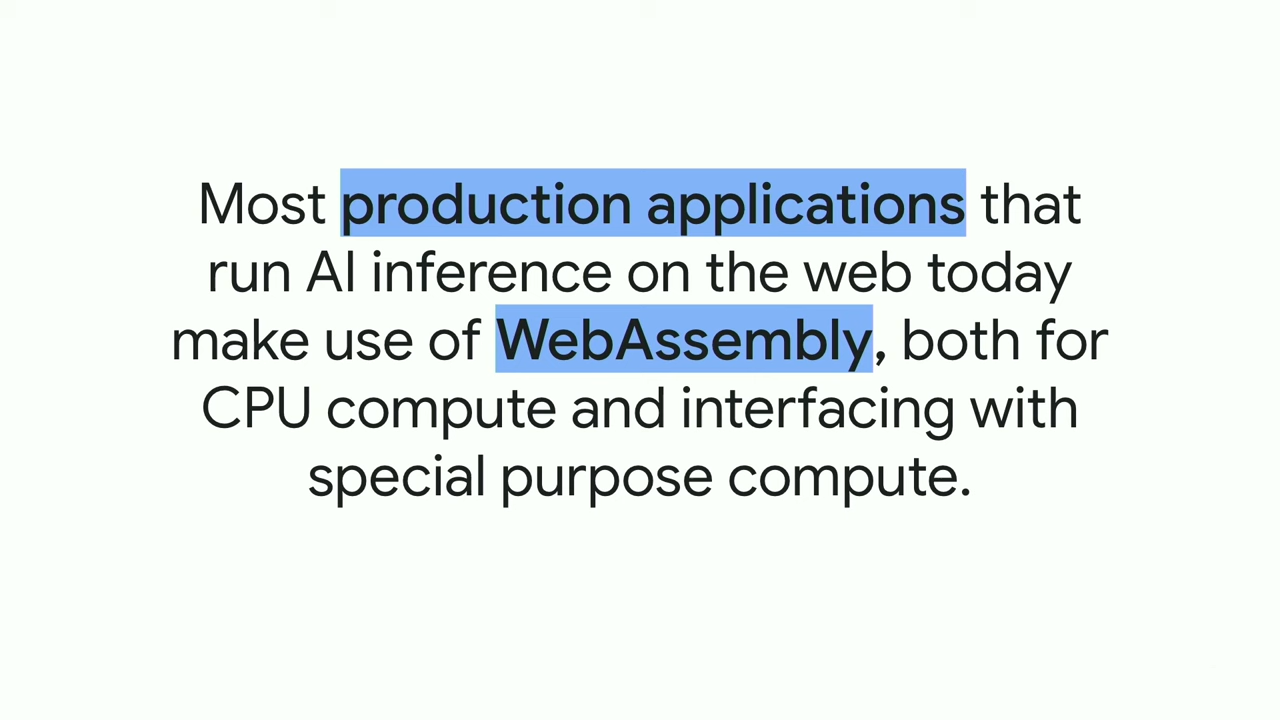 Most production applications that
run AI inference on the web today
make use of WebAssembly, both for
CPU compute and interfacing with
special purpose compute.